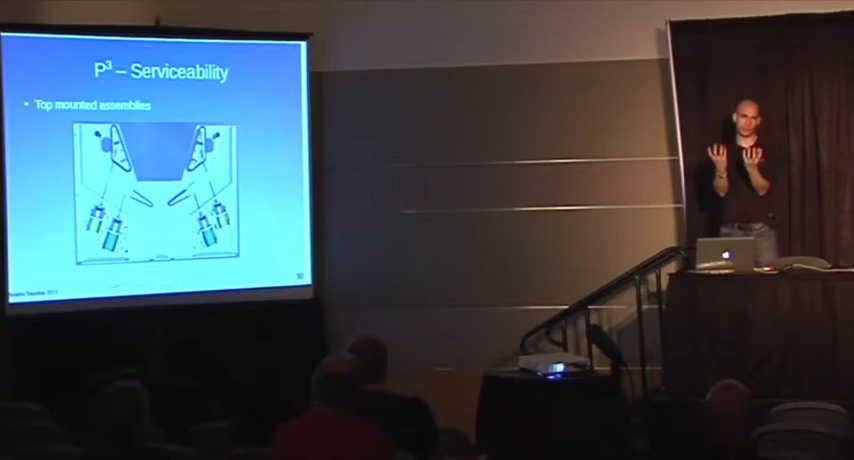 P³ – Serviceability
• Top mounted assemblies
30